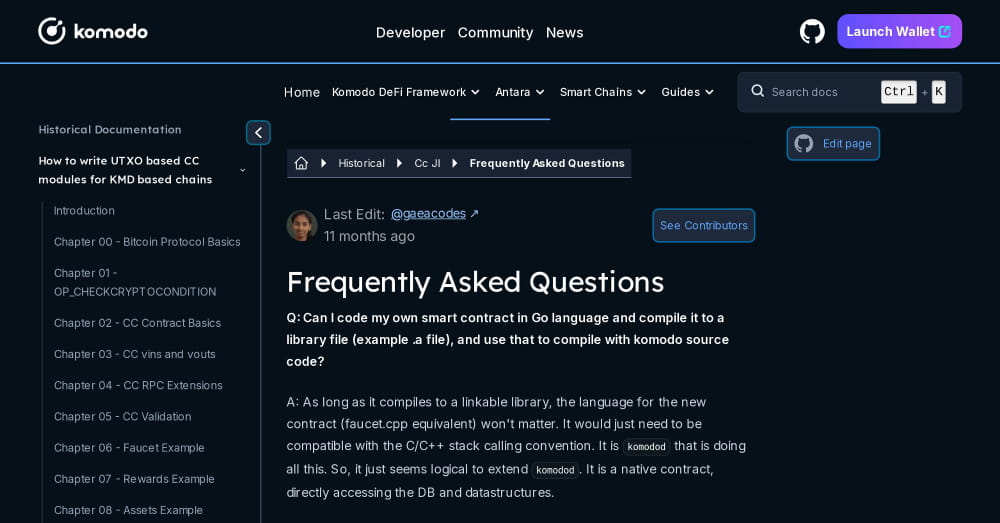 komodo
Developer Community News
Launch Wallet
Home Komodo DeFi Framework Antara Smart Chains Guides
Search docs Ctrl + K
Historical Documentation
How to write UTXO based CC
modules for KMD based chains
Introduction
Chapter 00 - Bitcoin Protocol Basics
Chapter 01 -
OP_CHECKCRYPTOCONDITION
Chapter 02 - CC Contract Basics
Chapter 03 - CC vins and vouts
Chapter 04 - CC RPC Extensions
Chapter 05 - CC Validation
Chapter 06 - Faucet Example
Chapter 07 - Rewards Example
Chapter 08 - Assets Example
Historical Cc Jl Frequently Asked Questions
Edit page
Last Edit: @gaeacodes ↗
11 months ago
See Contributors
Frequently Asked Questions
Q: Can I code my own smart contract in Go language and compile it to a
library file (example .a file), and use that to compile with komodo source
code?
A: As long as it compiles to a linkable library, the language for the new
contract (faucet.cpp equivalent) won't matter. It would just need to be
compatible with the C/C++ stack calling convention. It is komodod that is doing
all this. So, it just seems logical to extend komodod. It is a native contract,
directly accessing the DB and datastructures.